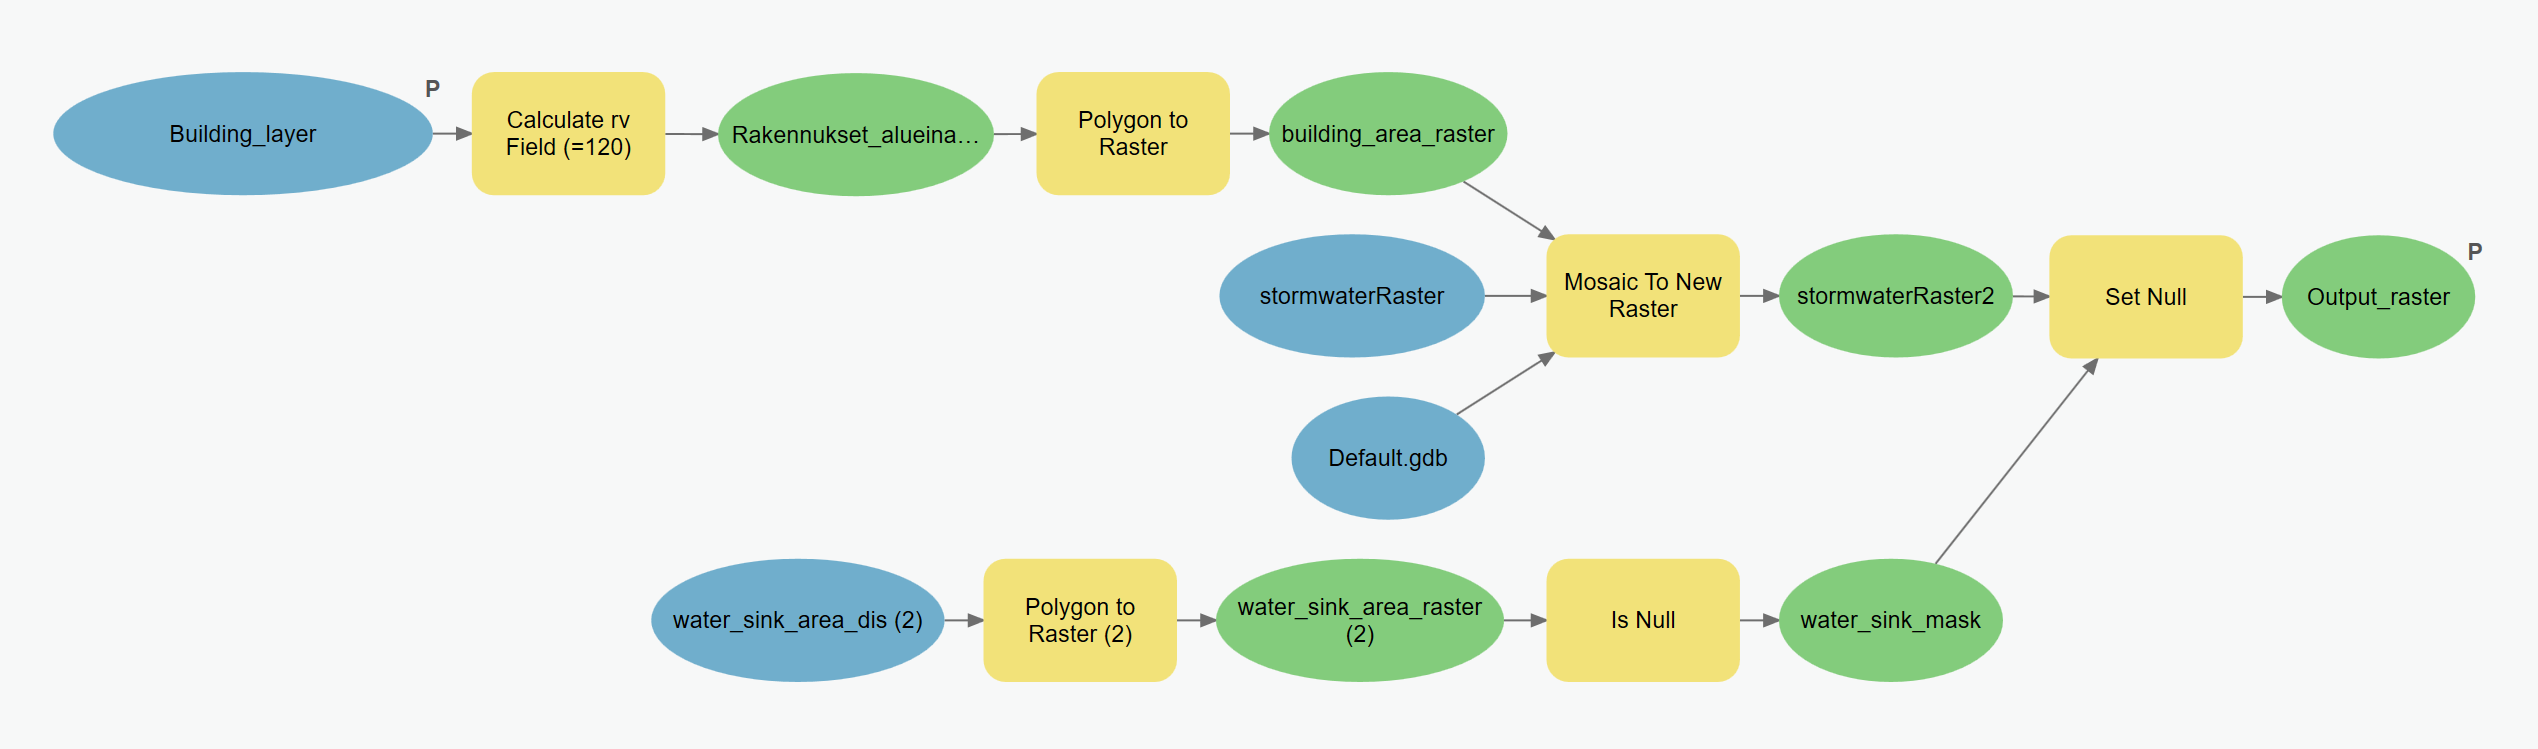 Building_layer
P
Calculate rv
Field (=120)
Rakennukset_alueina...
Polygon to
Raster
building_area_raster
stormwaterRaster
Default.gdb
Mosaic To New
Raster
stormwaterRaster2
Set Null
Output_raster
P
water_sink_area_dis (2)
Polygon to
Raster (2)
water_sink_area_raster
(2)
Is Null
water_sink_mask